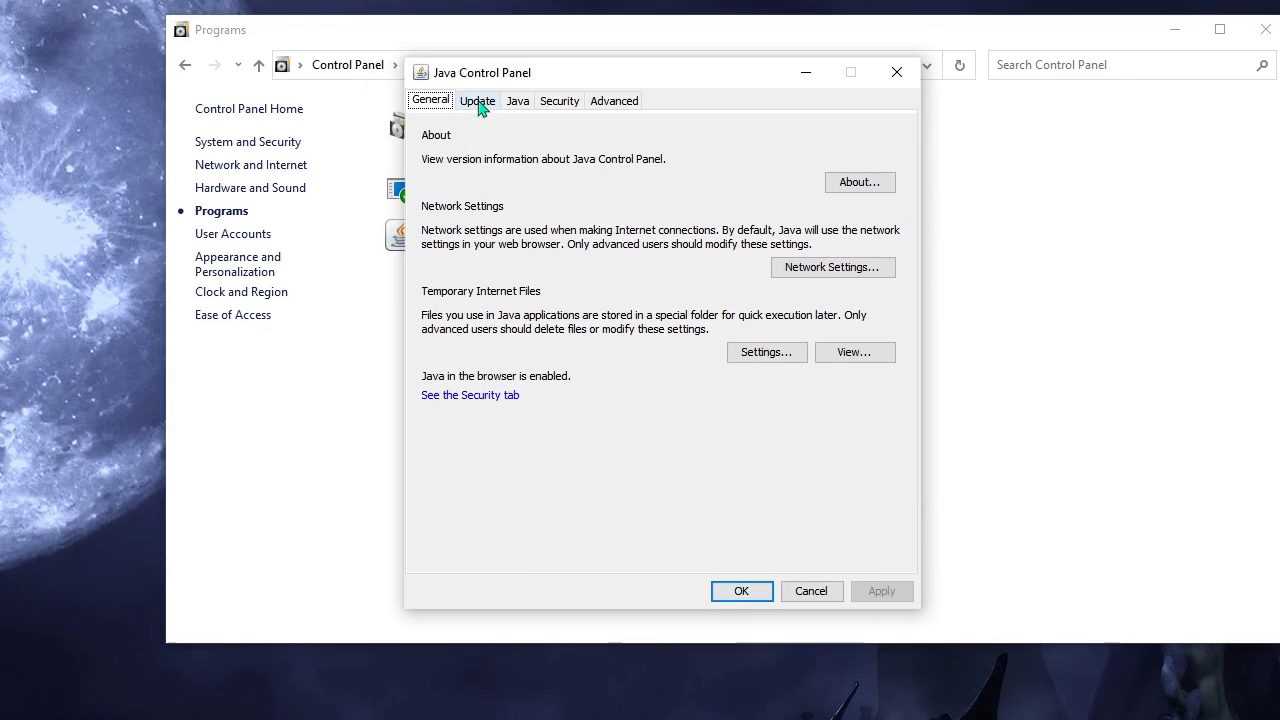 Programs
Control Panel
Search Control Panel
Control Panel Home
System and Security
Network and Internet
Hardware and Sound
Programs
User Accounts
Appearance and
Personalization
Clock and Region
Ease of Access
Java Control Panel
General Update Java Security Advanced
About
View version information about Java Control Panel.
About...
Network Settings
Network settings are used when making Internet connections. By default, Java will use the network
settings in your web browser. Only advanced users should modify these settings.
Network Settings...
Temporary Internet Files
Files you use in Java applications are stored in a special folder for quick execution later. Only
advanced users should delete files or modify these settings.
Settings... View...
Java in the browser is enabled.
See the Security tab
OK Cancel Apply